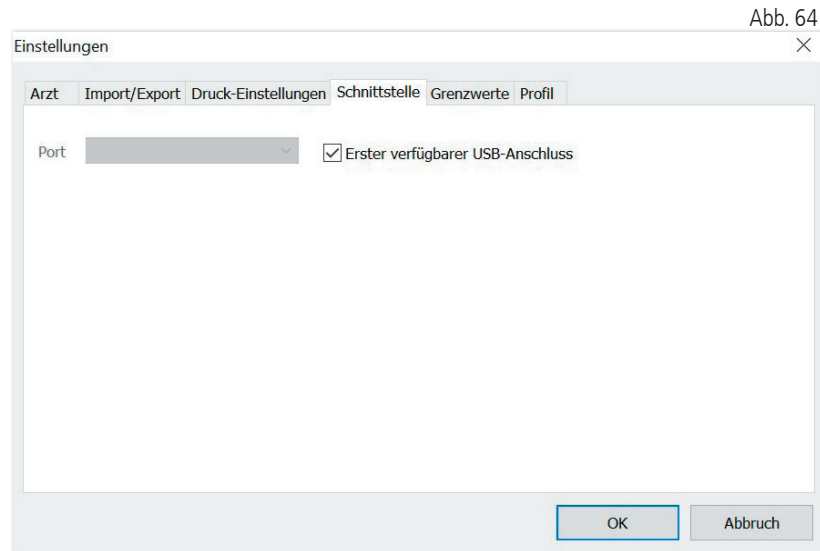 Abb. 64
Einstellungen
Arzt Import/Export Druck-Einstellungen Schnittstelle Grenzwerte Profil
Port Erster verfügbarer USB-Anschluss
OK Abbruch